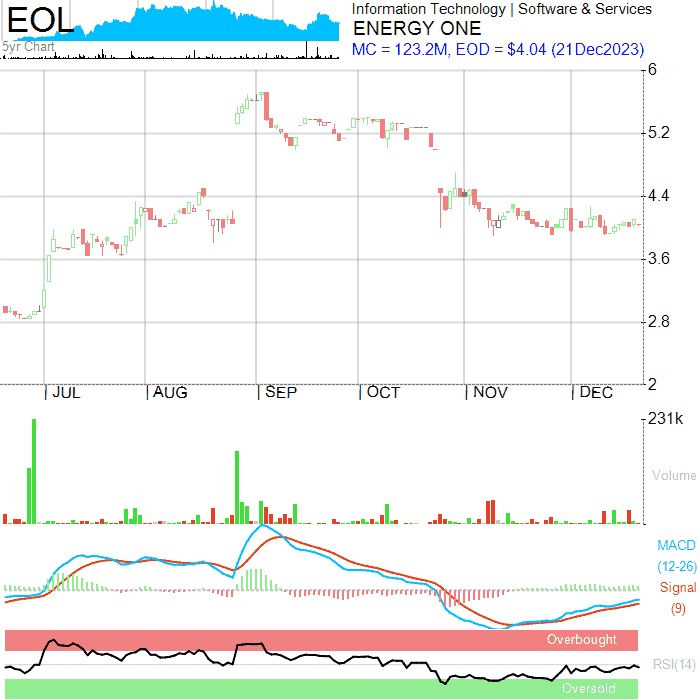 EOL
Information Technology | Software & Services
ENERGY ONE
MC = 123.2M, EOD = $4.04 (21Dec2023)
5yr Chart
6
5.2
4.4
3.6
2.8
2
JUL AUG SEP OCT NOV DEC
231k
Volume
MACD
(12-26)
Signal
(9)
Overbought
RSI(14)
Oversold